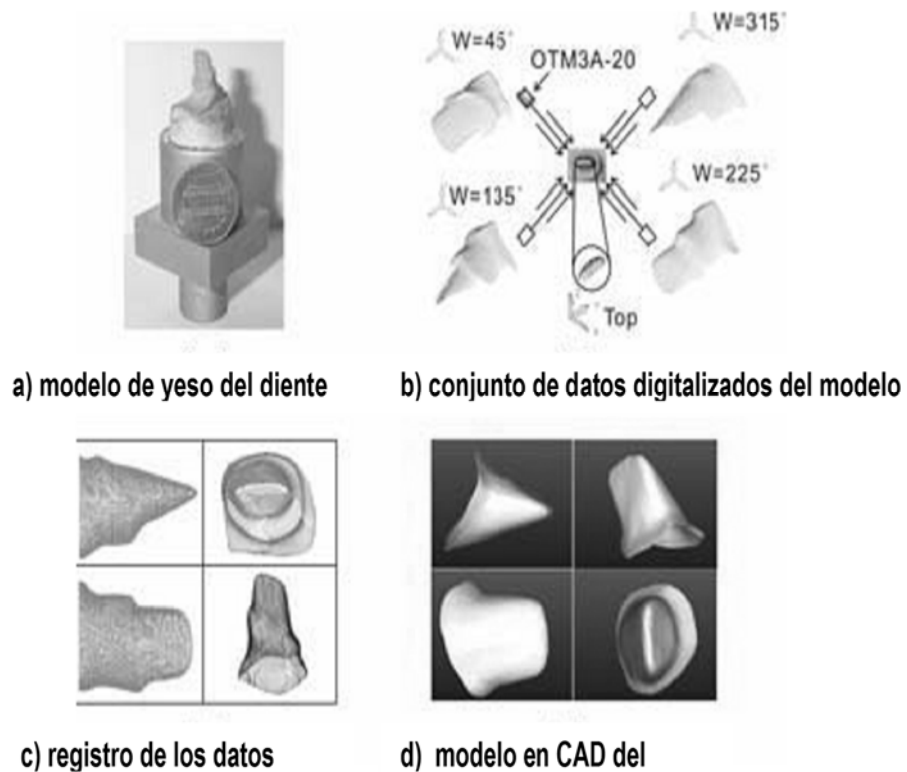 W=45°
W=315°
OTM3A-20
W=135°
W=225°
Top
a) modelo de yeso del diente
b) conjunto de datos digitalizados del modelo
c) registro de los datos
d) modelo en CAD del